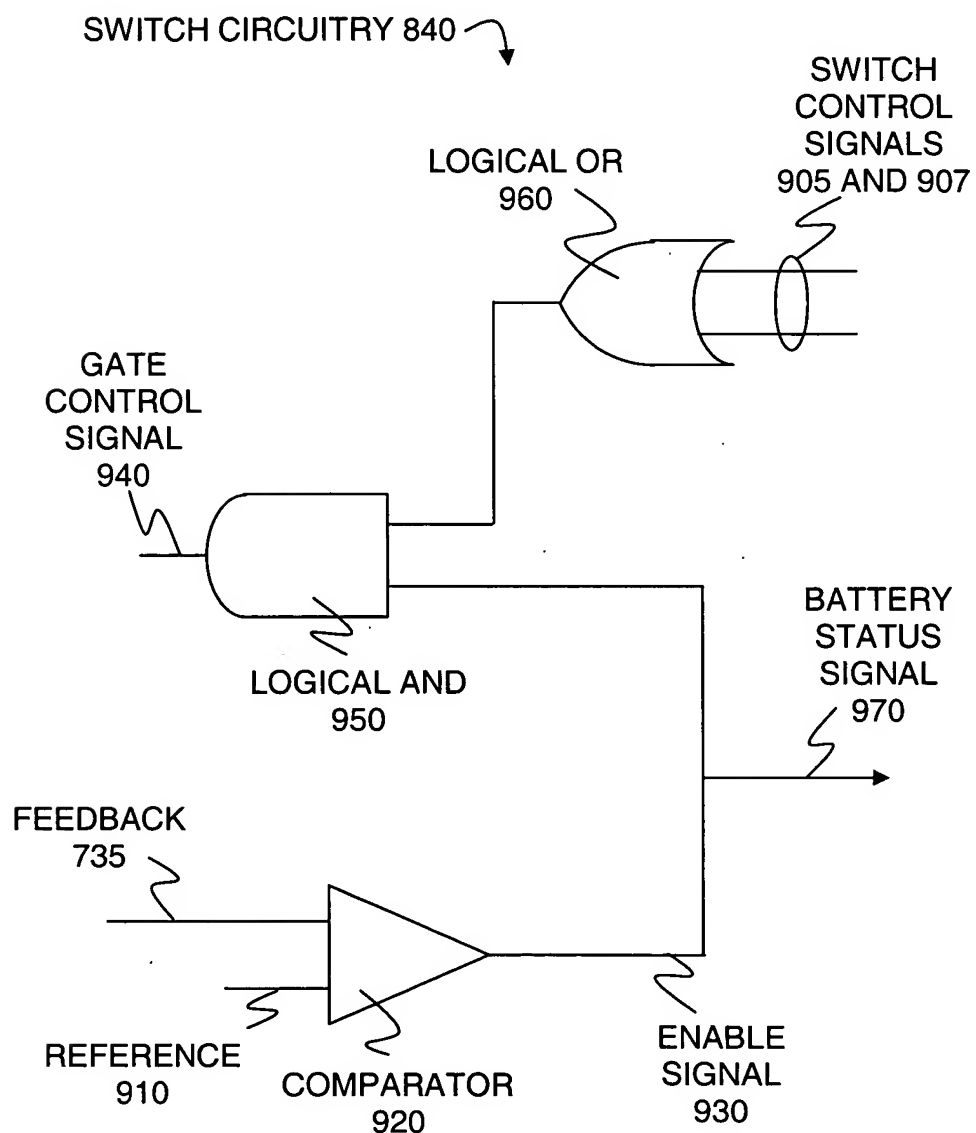 SWITCH CIRCUITRY 840
SWITCH
CONTROL
SIGNALS
905 AND 907
LOGICAL OR
960
GATE
CONTROL
SIGNAL
940
LOGICAL AND
950
BATTERY
STATUS
SIGNAL
970
FEEDBACK
735
REFERENCE
910
COMPARATOR
920
ENABLE
SIGNAL
930